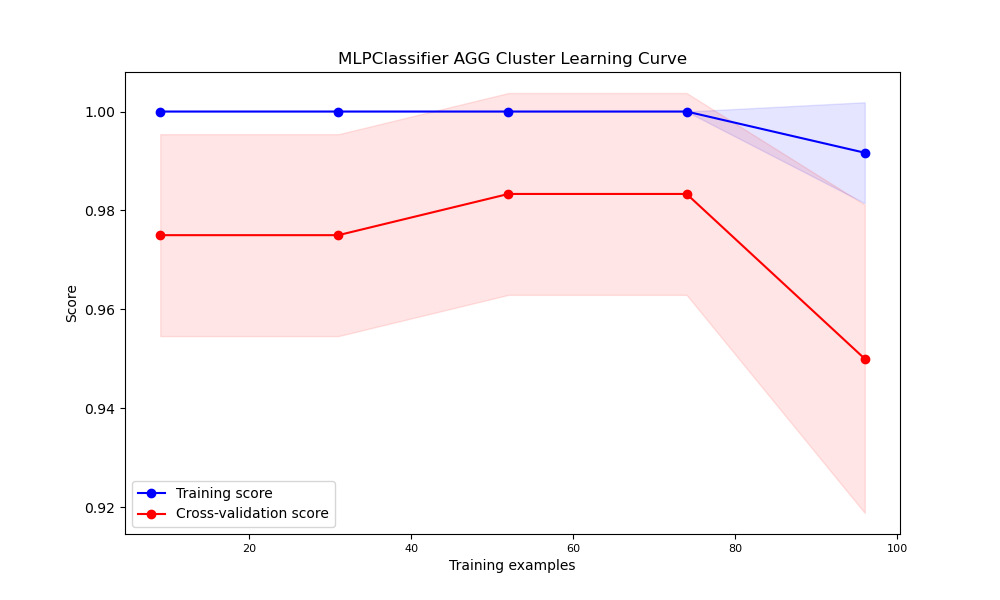 MLPClassifier AGG Cluster Learning Curve
1.00
0.98
0.96
0.94
0.92
Score
Training score
Cross-validation score
20 40 60 80 100
Training examples